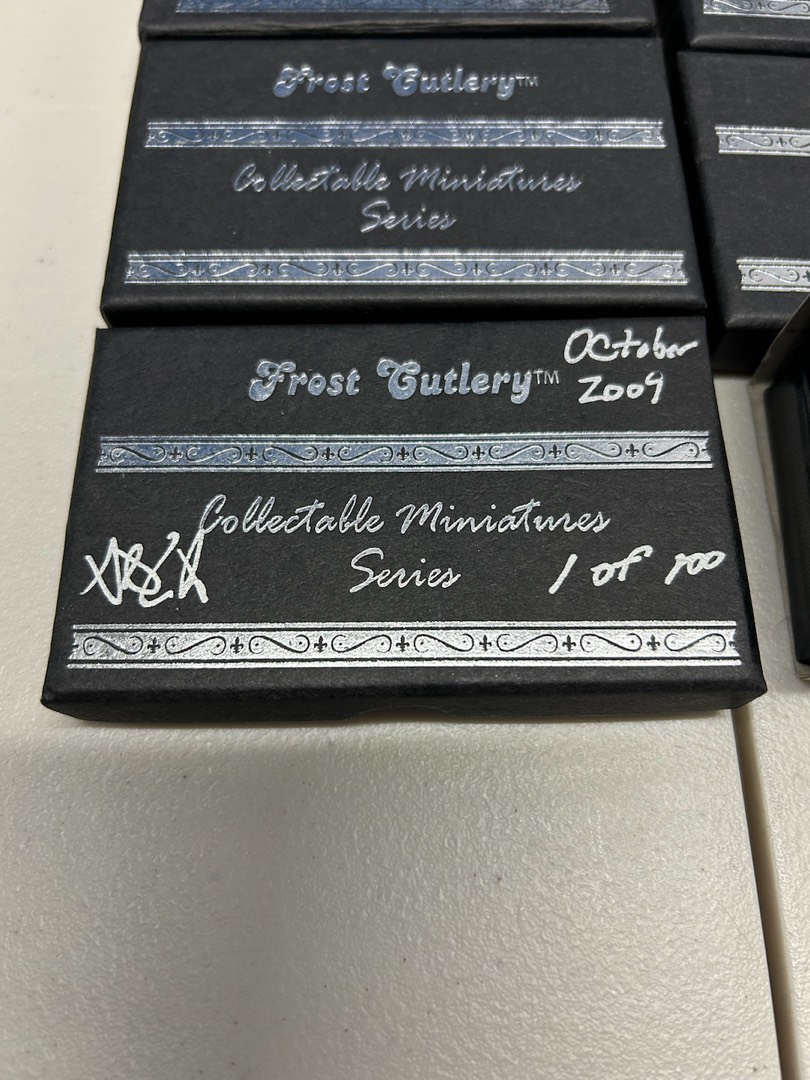 Frost Cutlery™
Collectable Miniatures
Series
October
2009
Frost Cutlery™
Collectable Miniatures
Series
1 of 100